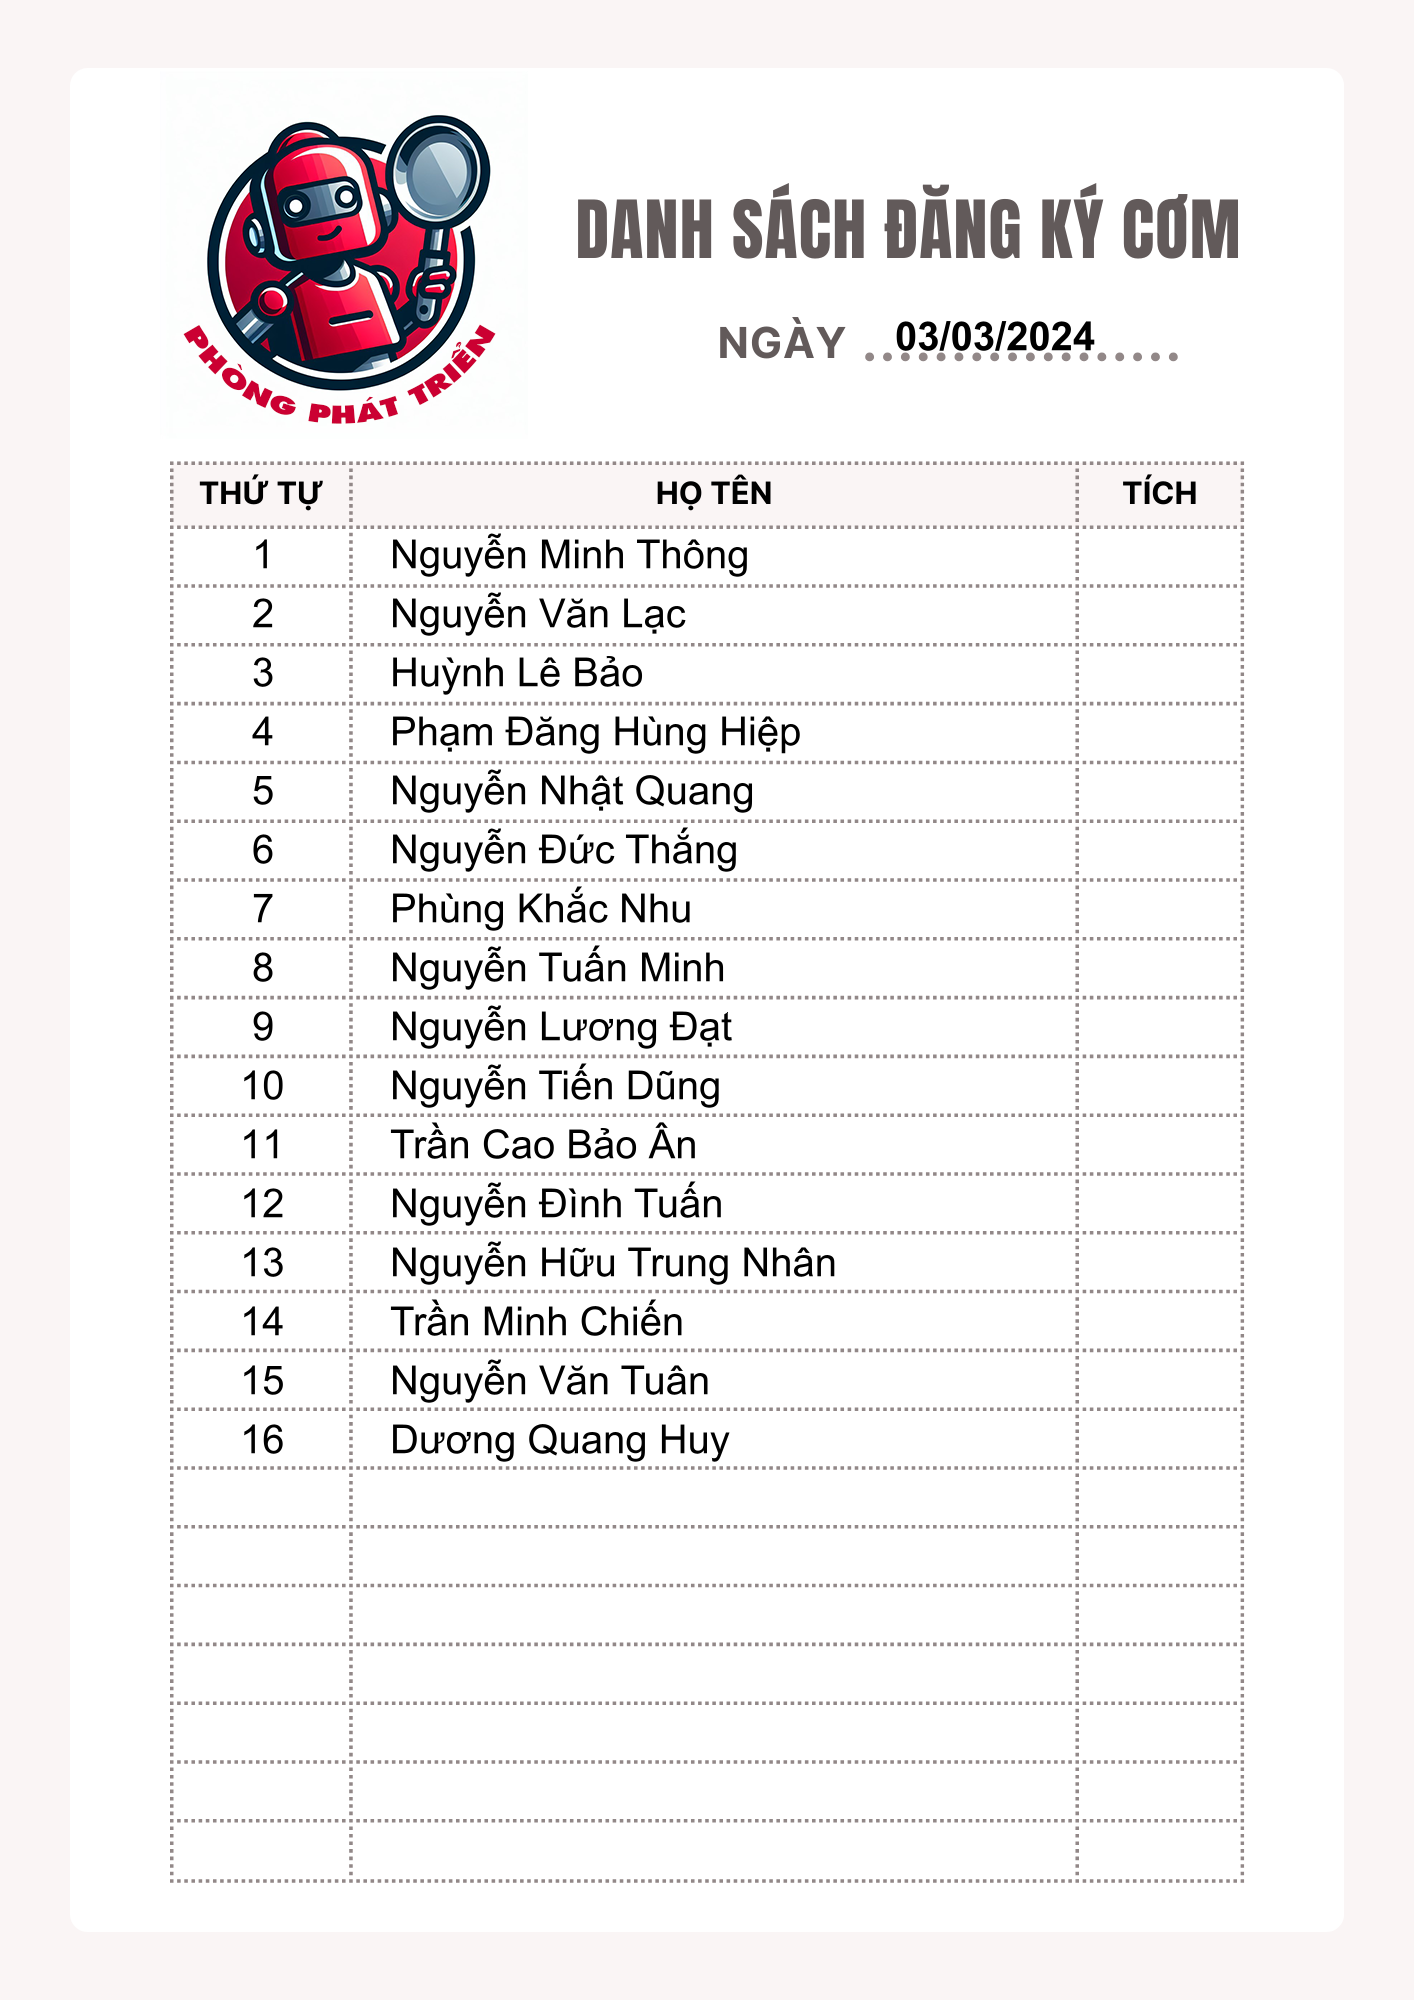 PHÒNG PHÁT TRIỂN
DANH SÁCH ĐĂNG KÝ CƠM
NGÀY 03/03/2024
THỨ TỰ HỌ TÊN TÍCH
1 Nguyễn Minh Thông
2 Nguyễn Văn Lạc
3 Huỳnh Lê Bảo
4 Phạm Đăng Hùng Hiệp
5 Nguyễn Nhật Quang
6 Nguyễn Đức Thắng
7 Phùng Khắc Nhu
8 Nguyễn Tuấn Minh
9 Nguyễn Lương Đạt
10 Nguyễn Tiến Dũng
11 Trần Cao Bảo Ân
12 Nguyễn Đình Tuấn
13 Nguyễn Hữu Trung Nhân
14 Trần Minh Chiến
15 Nguyễn Văn Tuân
16 Dương Quang Huy